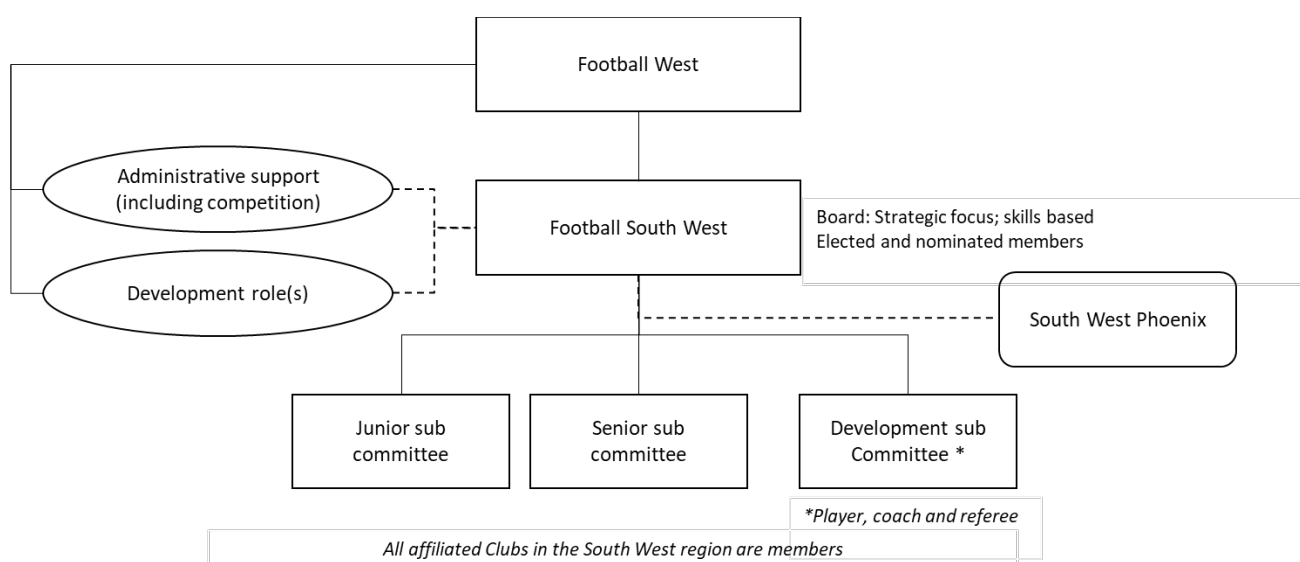 Football West
Administrative support
(including competition)
Football South West
Board: Strategic focus; skills based
Elected and nominated members
Development role(s)
South West Phoenix
Junior sub
committee
Senior sub
committee
Development sub
Committee *
*Player, coach and referee
All affiliated Clubs in the South West region are members